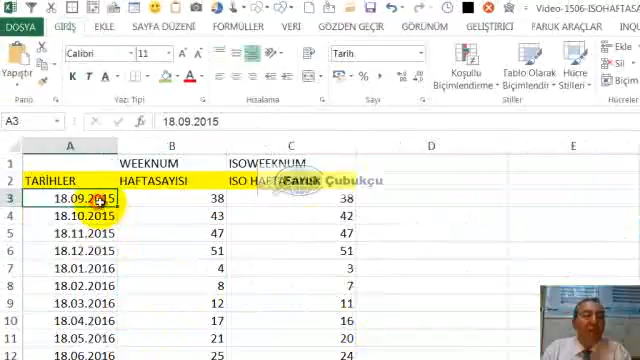 Video-1506-ISOHAFTASA
DOSYA GİRİŞ EKLE SAYFA DÜZENİ FORMÜLLER VERİ GÖZDEN GEÇİR GÖRÜNÜM GELİŞTİRİCİ FARUK ARAÇLAR INQUIRE
Yapıştır
Calibri 11
K T A
Tarih
% 
Koşullu Biçimlendirme
Tablo Olarak Biçimlendir
Hücre Stilleri
Ekle
Sil
Biçim
Pano Yazı Tipi Hizalama Sayı Stiller
A3 fx 18.09.2015
A B C D E
1 WEEKNUM ISOWEEKNUM
2 TARİHLER HAFTASAYISI ISO HAFTASAYISI
Faruk Çubukçu
3 18.09.2015 38 38
4 18.10.2015 43 42
5 18.11.2015 47 47
6 18.12.2015 51 51
7 18.01.2016 4 3
8 18.02.2016 8 7
9 18.03.2016 12 11
10 18.04.2016 17 16
11 18.05.2016 21 20
12 18.06.2016 25 24